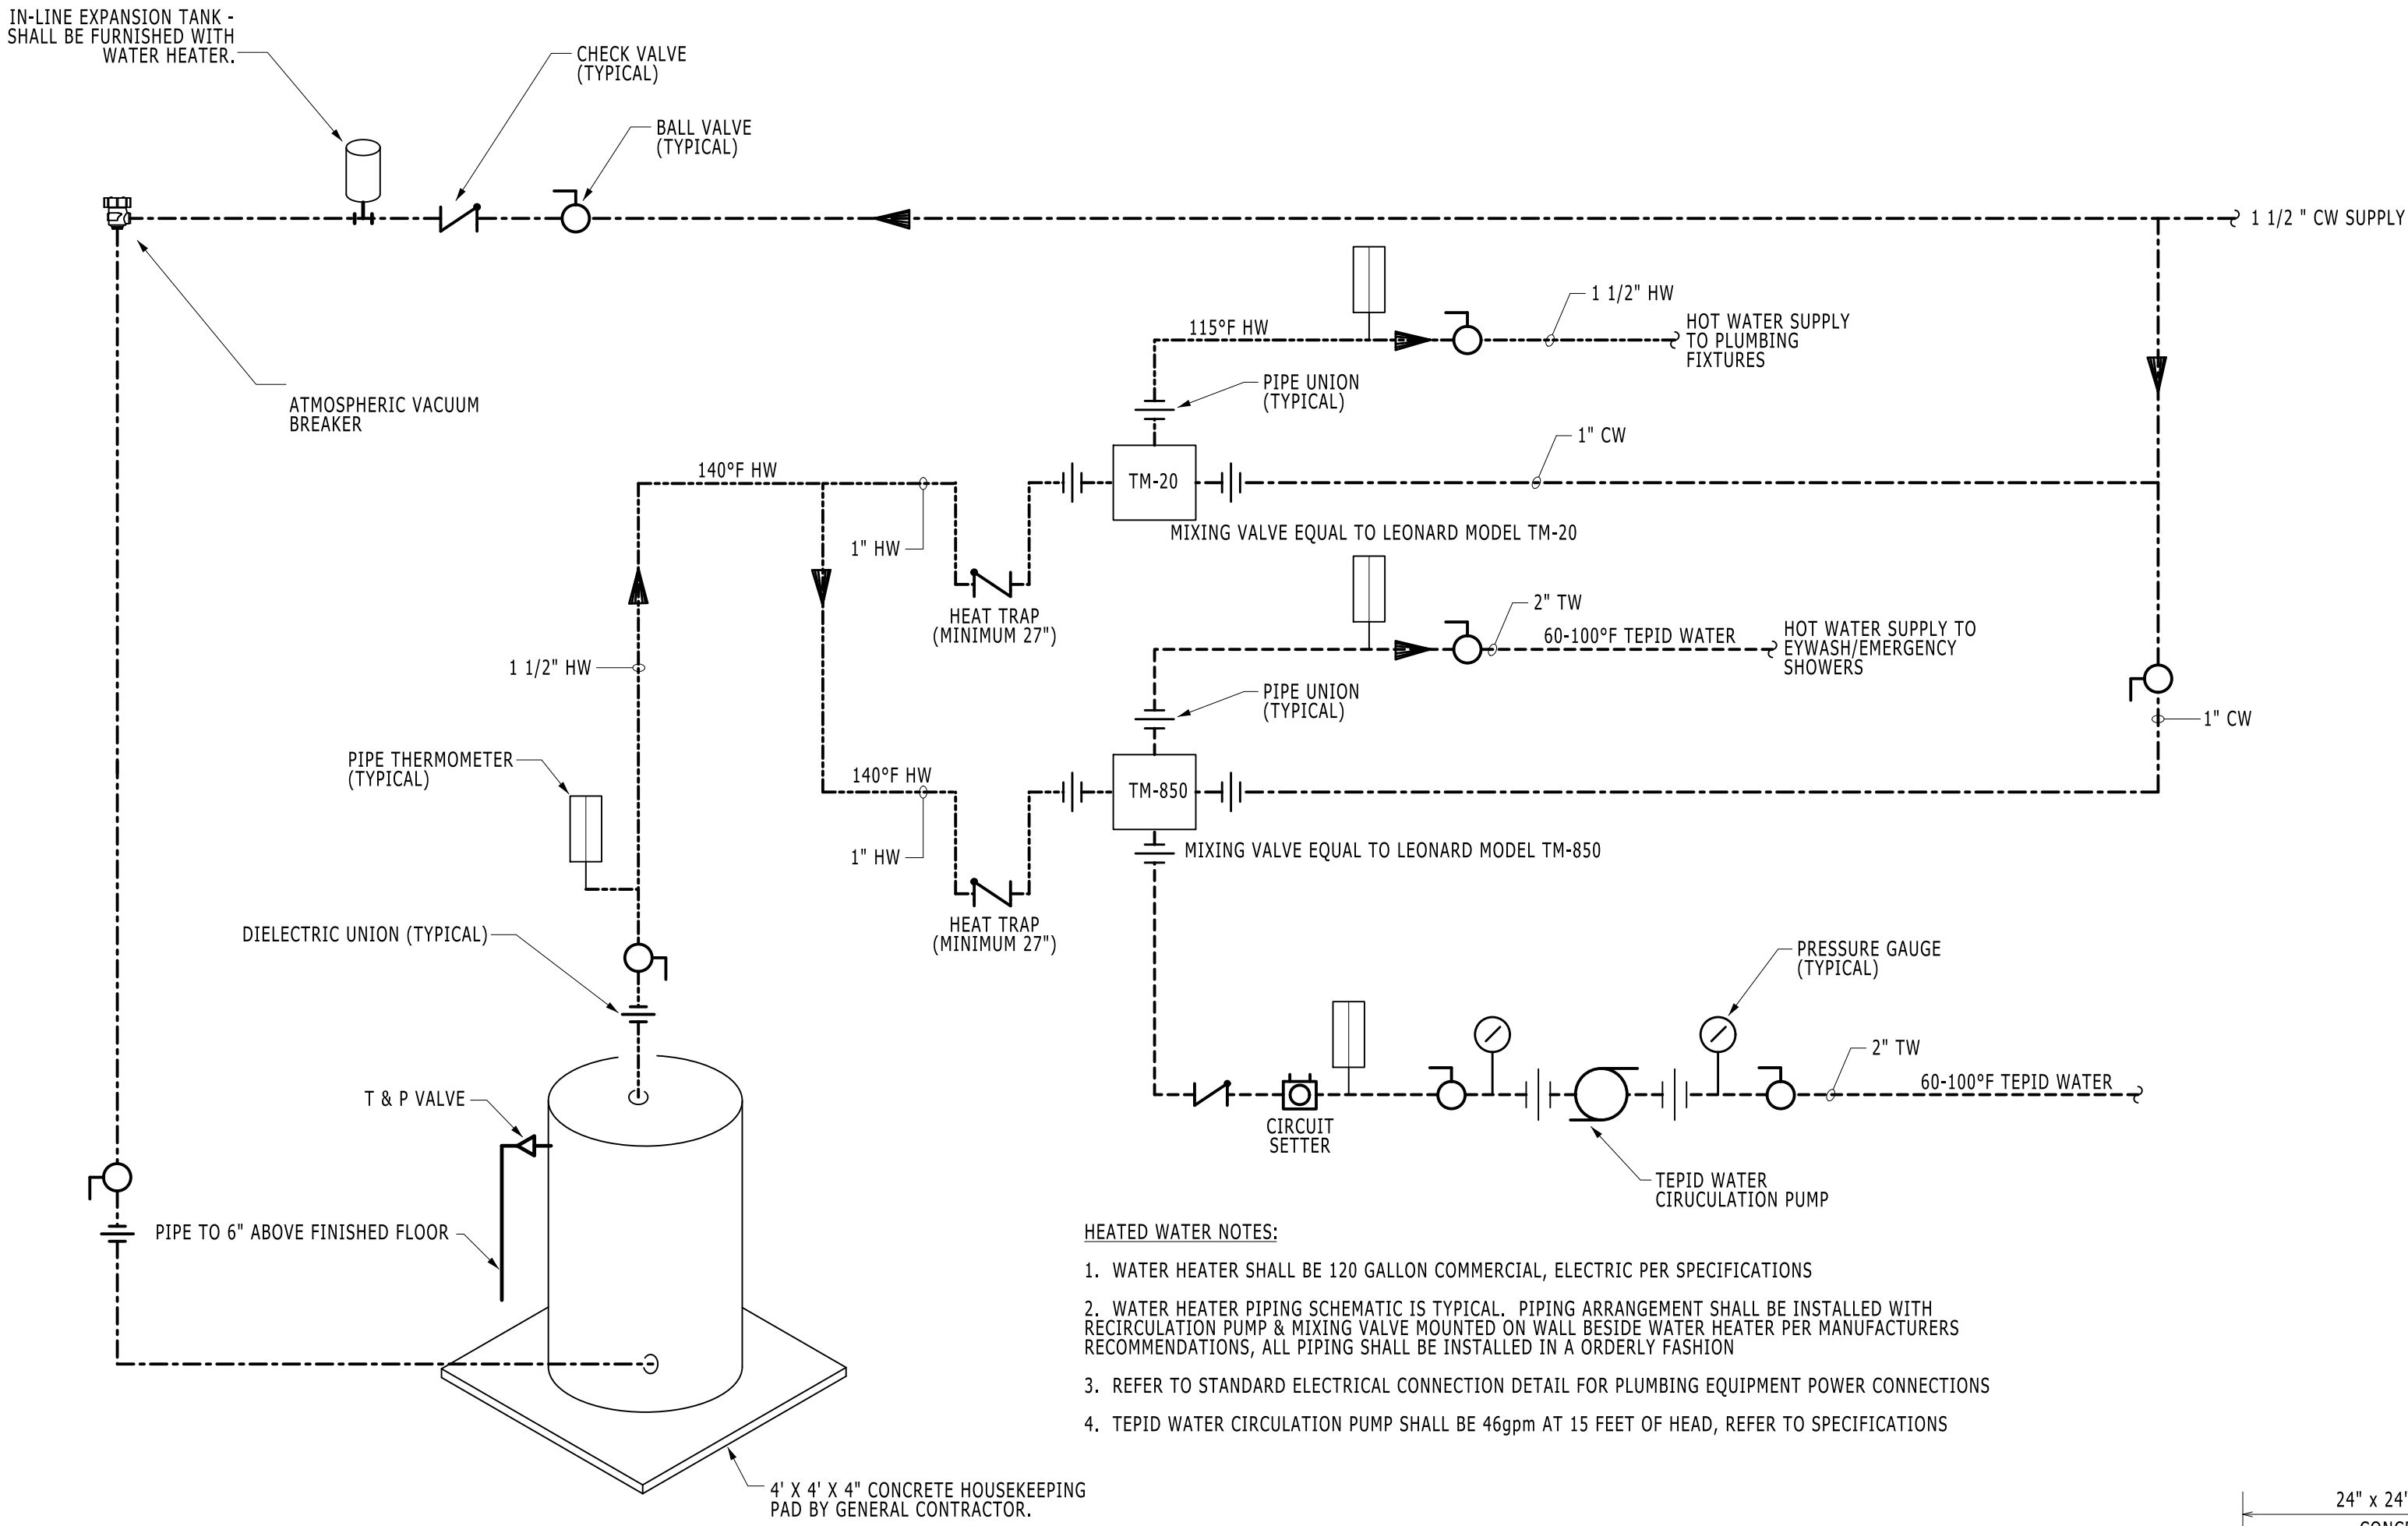 IN-LINE EXPANSION TANK -
SHALL BE FURNISHED WITH
WATER HEATER.
CHECK VALVE
(TYPICAL)
BALL VALVE
(TYPICAL)
1 1/2 " CW SUPPLY
ATMOSPHERIC VACUUM
BREAKER
115°F HW
1 1/2" HW
HOT WATER SUPPLY
TO PLUMBING
FIXTURES
PIPE UNION
(TYPICAL)
1" CW
140°F HW
TM-20
1" HW
MIXING VALVE EQUAL TO LEONARD MODEL TM-20
HEAT TRAP
(MINIMUM 27")
2" TW
60-100°F TEPID WATER
HOT WATER SUPPLY TO
EYWASH/EMERGENCY
SHOWERS
1 1/2" HW
PIPE UNION
(TYPICAL)
1" CW
PIPE THERMOMETER
(TYPICAL)
140°F HW
TM-850
1" HW
MIXING VALVE EQUAL TO LEONARD MODEL TM-850
HEAT TRAP
(MINIMUM 27")
DIELECTRIC UNION (TYPICAL)
PRESSURE GAUGE
(TYPICAL)
2" TW
60-100°F TEPID WATER
T & P VALVE
CIRCUIT
SETTER
TEPID WATER
CIRUCULATION PUMP
PIPE TO 6" ABOVE FINISHED FLOOR
HEATED WATER NOTES:
1. WATER HEATER SHALL BE 120 GALLON COMMERCIAL, ELECTRIC PER SPECIFICATIONS
2. WATER HEATER PIPING SCHEMATIC IS TYPICAL. PIPING ARRANGEMENT SHALL BE INSTALLED WITH
RECIRCULATION PUMP & MIXING VALVE MOUNTED ON WALL BESIDE WATER HEATER PER MANUFACTURERS
RECOMMENDATIONS, ALL PIPING SHALL BE INSTALLED IN A ORDERLY FASHION
3. REFER TO STANDARD ELECTRICAL CONNECTION DETAIL FOR PLUMBING EQUIPMENT POWER CONNECTIONS
4. TEPID WATER CIRCULATION PUMP SHALL BE 46gpm AT 15 FEET OF HEAD, REFER TO SPECIFICATIONS
4' X 4' X 4" CONCRETE HOUSEKEEPING
PAD BY GENERAL CONTRACTOR.
24" x 24"